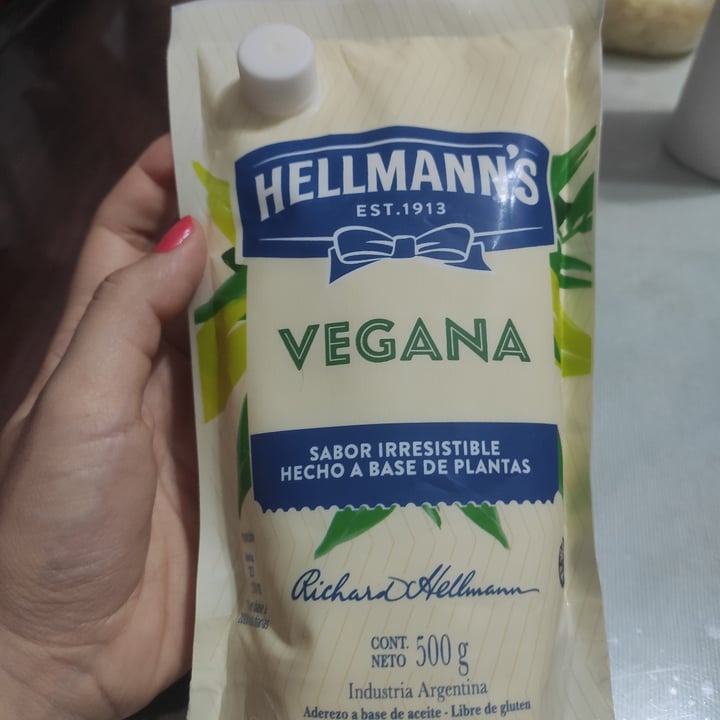 HELLMANN'S
EST.1913
VEGANA
SABOR IRRESISTIBLE
HECHO A BASE DE PLANTAS
Richard Hellmann
CONT.
NETO 500 g
Industria Argentina
Aderezo a base de aceite - Libre de gluten